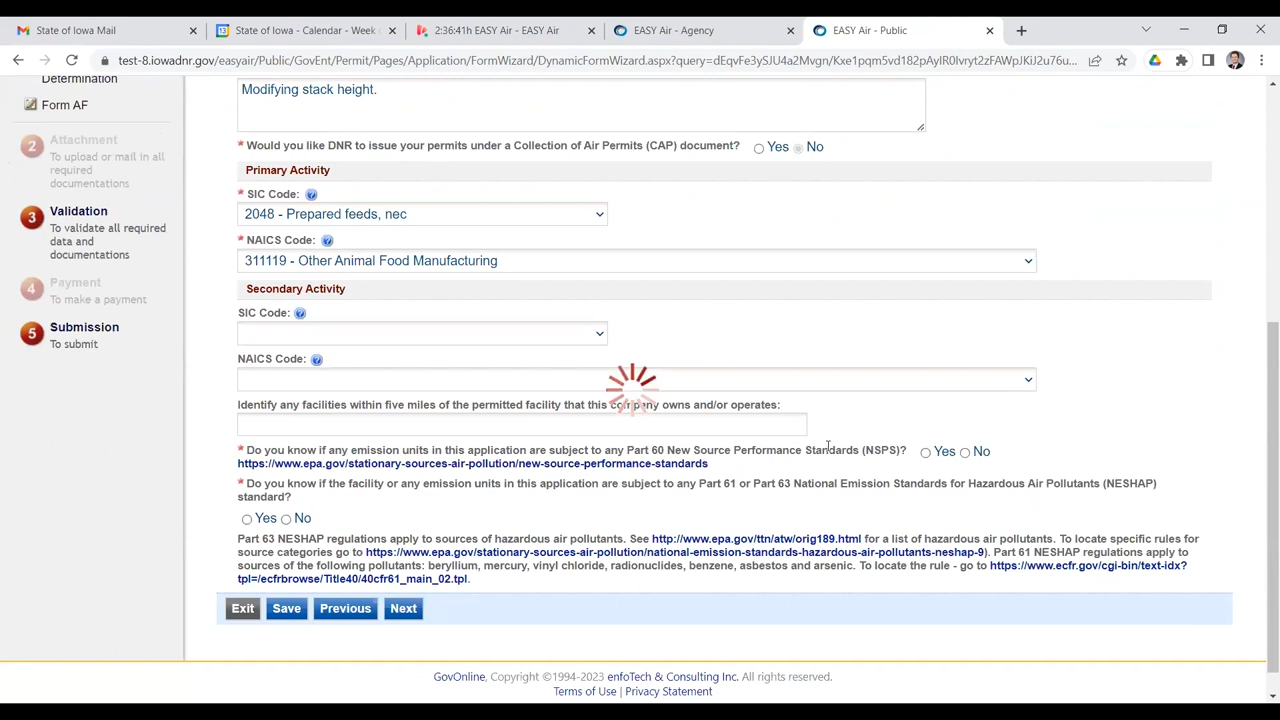 State of Iowa Mail
State of Iowa - Calendar - Week
2:36:41h EASY Air - EASY Air
EASY Air - Agency
EASY Air - Public
test-8.iowadnr.gov/easyair/Public/GovEnt/Permit/Pages/Application/FormWizard/DynamicFormWizard.aspx?query=
Determination
Form AF
2 Attachment
To upload or mail in all
required
documentations
3 Validation
To validate all required
data and
documentations
4 Payment
To make a payment
5 Submission
To submit
Modifying stack height.
* Would you like DNR to issue your permits under a Collection of Air Permits (CAP) document? Yes No
Primary Activity
* SIC Code: ?
2048 - Prepared feeds, nec
* NAICS Code: ?
311119 - Other Animal Food Manufacturing
Secondary Activity
SIC Code: ?
NAICS Code: ?
Identify any facilities within five miles of the permitted facility that this company owns and/or operates:
* Do you know if any emission units in this application are subject to any Part 60 New Source Performance Standards (NSPS)? Yes No
https://www.epa.gov/stationary-sources-air-pollution/new-source-performance-standards
* Do you know if the facility or any emission units in this application are subject to any Part 61 or Part 63 National Emission Standards for Hazardous Air Pollutants (NESHAP)
standard?
Yes No
Part 63 NESHAP regulations apply to sources of hazardous air pollutants. See http://www.epa.gov/ttn/atw/orig189.html for a list of hazardous air pollutants. To locate specific rules for
source categories go to https://www.epa.gov/stationary-sources-air-pollution/national-emission-standards-hazardous-air-pollutants-neshap-9). Part 61 NESHAP regulations apply to
sources of the following pollutants: beryllium, mercury, vinyl chloride, radionuclides, benzene, asbestos and arsenic. To locate the rule - go to https://www.ecfr.gov/cgi-bin/text-idx?
tpl=/ecfrbrowse/Title40/40cfr61_main_02.tpl.
Exit Save Previous Next
GovOnline, Copyright ©1994-2023 enfoTech & Consulting Inc. All rights reserved.
Terms of Use | Privacy Statement